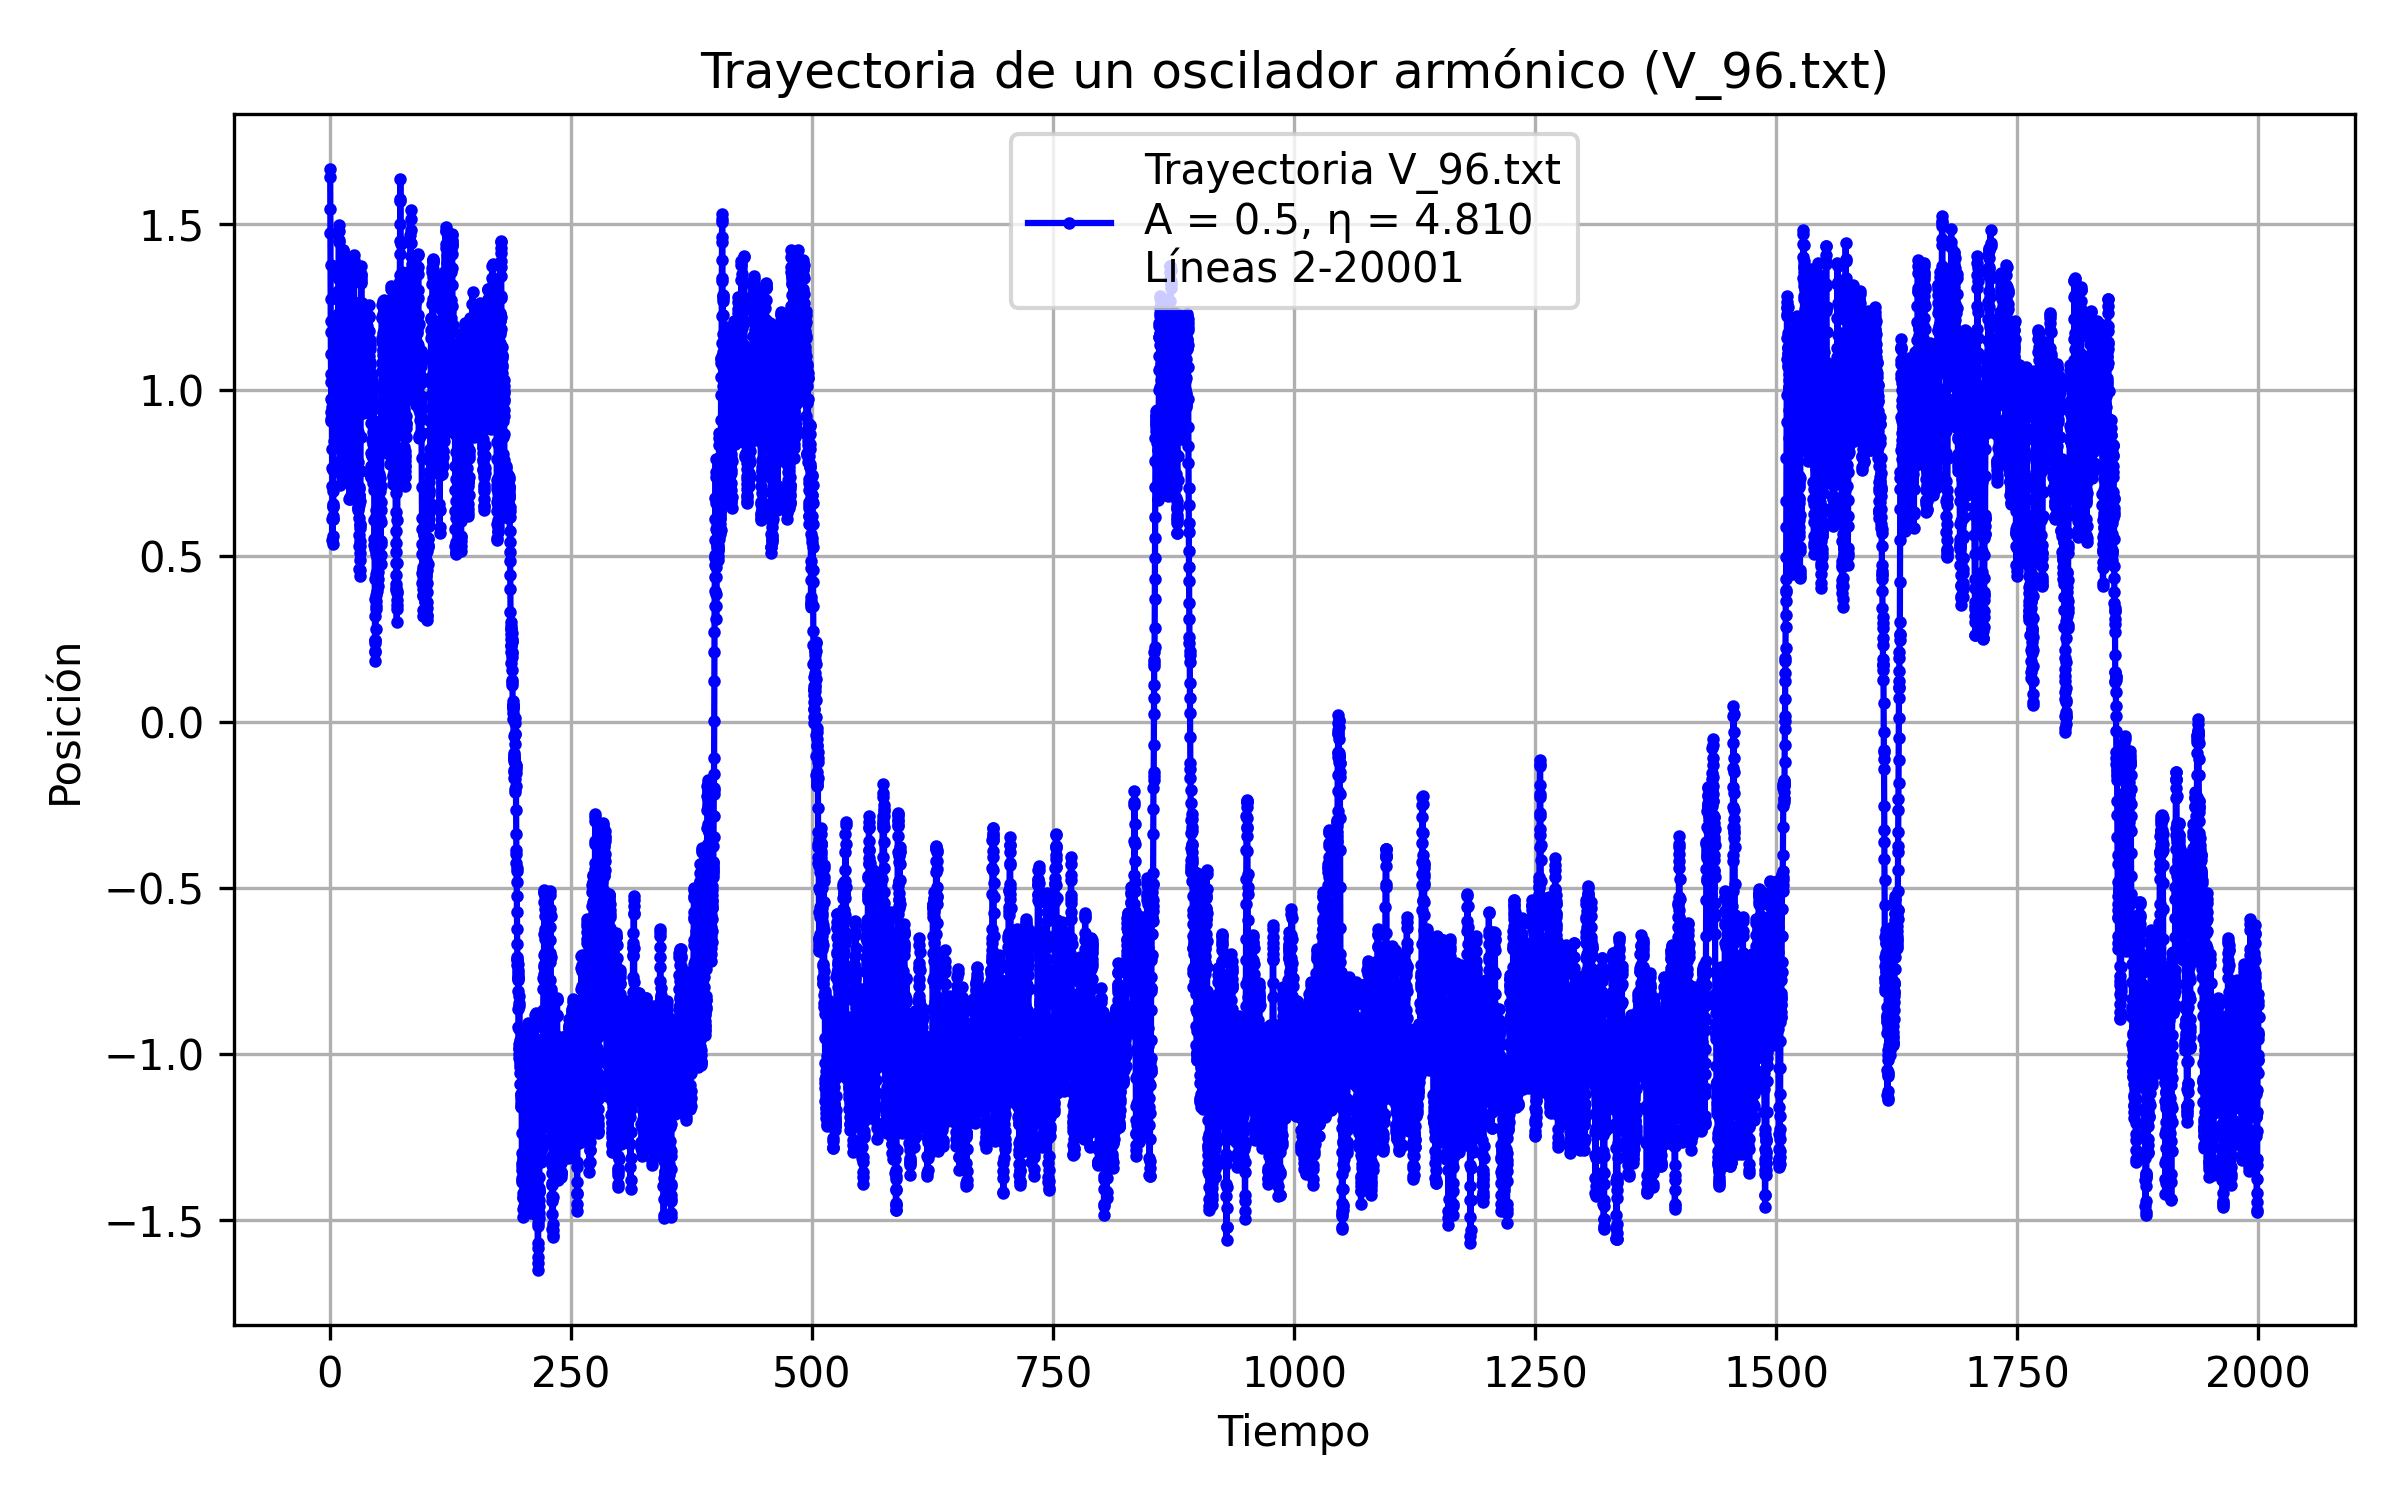 Trayectoria de un oscilador armónico (V_96.txt)
Trayectoria V_96.txt
A = 0.5, η = 4.810
Líneas 2-20001
Posición
1.5
1.0
0.5
0.0
−0.5
−1.0
−1.5
0 250 500 750 1000 1250 1500 1750 2000
Tiempo